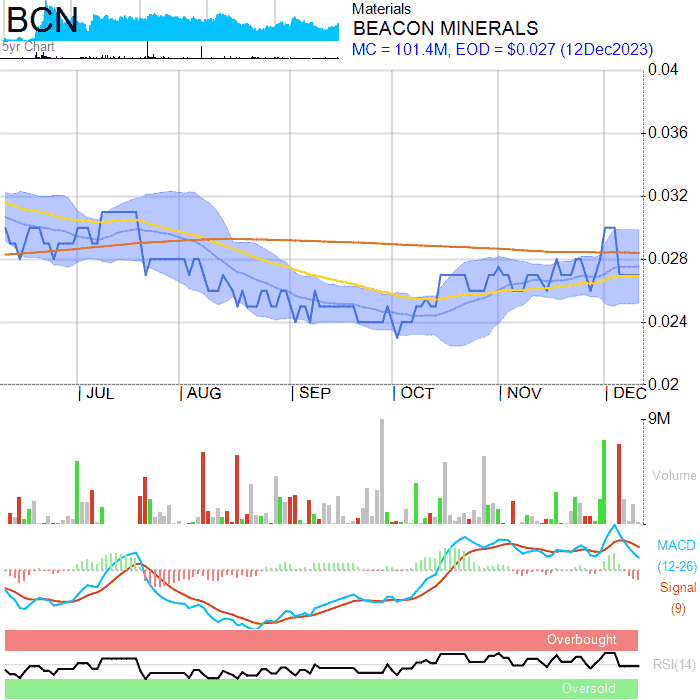 BCN
5yr Chart
Materials
BEACON MINERALS
MC = 101.4M, EOD = $0.027 (12Dec2023)
0.04
0.036
0.032
0.028
0.024
0.02
JUL AUG SEP OCT NOV DEC
9M
Volume
MACD
(12-26)
Signal
(9)
Overbought
RSI(14)
Oversold